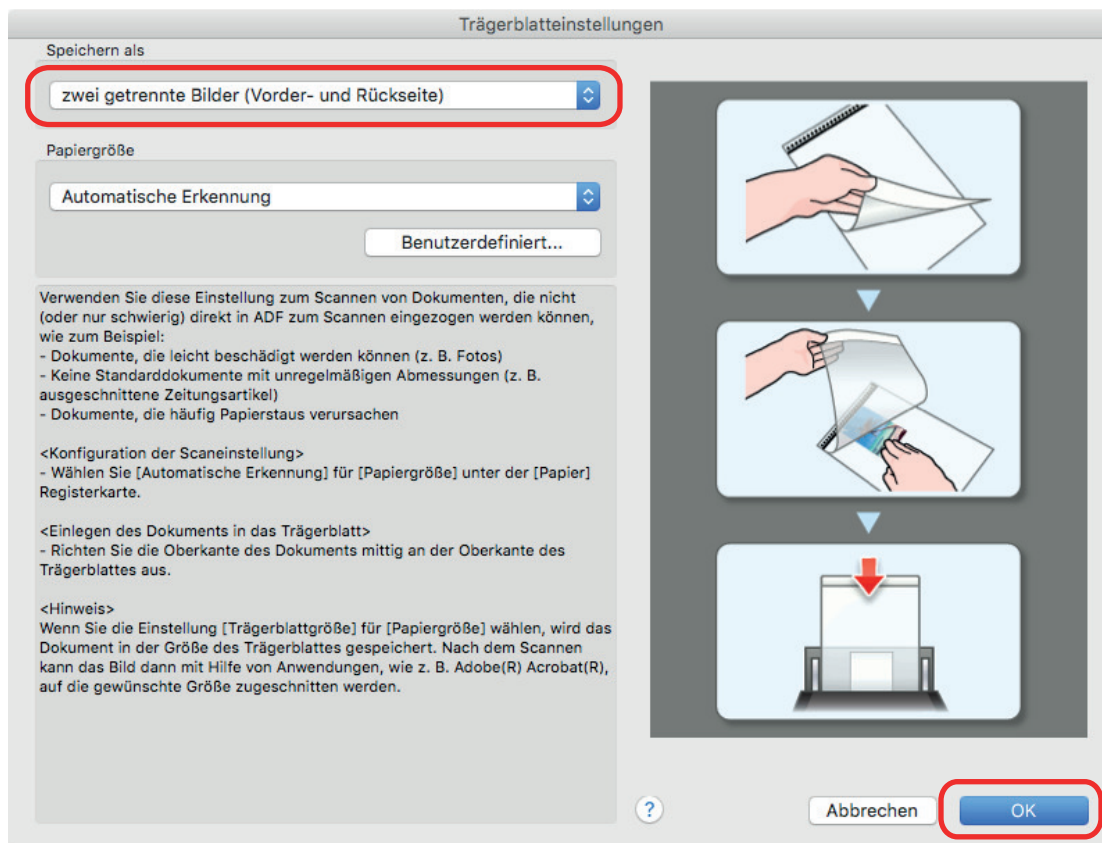 Trägerblatteinstellungen
Speichern als
zwei getrennte Bilder (Vorder- und Rückseite)
Papiergröße
Automatische Erkennung
Benutzerdefiniert...
Verwenden Sie diese Einstellung zum Scannen von Dokumenten, die nicht
(oder nur schwierig) direkt in ADF zum Scannen eingezogen werden können,
wie zum Beispiel:
- Dokumente, die leicht beschädigt werden können (z. B. Fotos)
- Keine Standarddokumente mit unregelmäßigen Abmessungen (z. B.
ausgeschnittene Zeitungsartikel)
- Dokumente, die häufig Papierstaus verursachen
<Konfiguration der Scaneinstellung>
- Wählen Sie [Automatische Erkennung] für [Papiergröße] unter der [Papier]
Registerkarte.
<Einlegen des Dokuments in das Trägerblatt>
- Richten Sie die Oberkante des Dokuments mittig an der Oberkante des
Trägerblattes aus.
<Hinweis>
Wenn Sie die Einstellung [Trägerblattgröße] für [Papiergröße] wählen, wird das
Dokument in der Größe des Trägerblattes gespeichert. Nach dem Scannen
kann das Bild dann mit Hilfe von Anwendungen, wie z. B. Adobe(R) Acrobat(R),
auf die gewünschte Größe zugeschnitten werden.
?
Abbrechen
OK